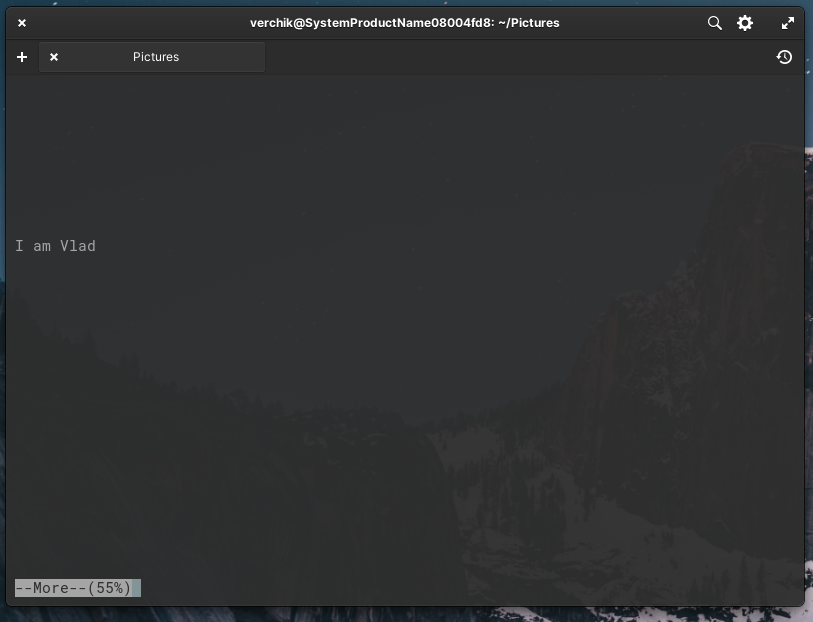 verchik@SystemProductName08004fd8: ~/Pictures
Pictures
I am Vlad
--More--(55%)